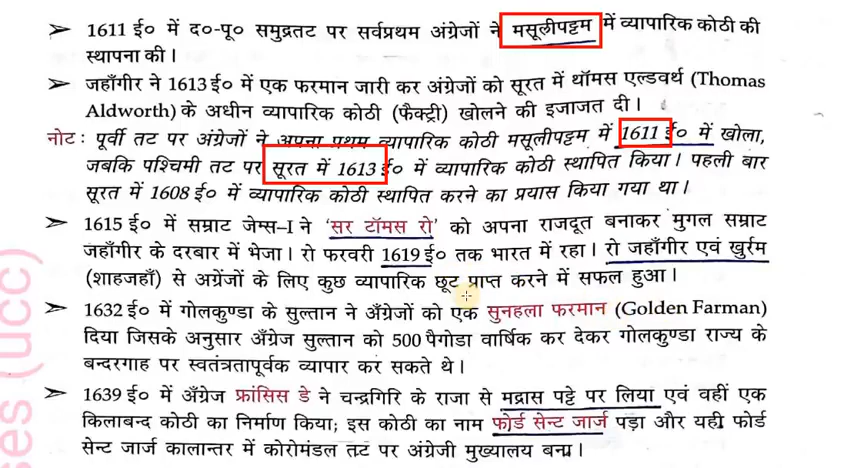 ➢ 1611 ई० में द०-पू० समुद्रतट पर सर्वप्रथम अंग्रेजों ने मसूलीपट्टम में व्यापारिक कोठी की
स्थापना की।
➢ जहाँगीर ने 1613 ई० में एक फरमान जारी कर अंग्रेजों को सूरत में थॉमस एल्डवर्थ (Thomas
Aldworth) के अधीन व्यापारिक कोठी (फैक्ट्री) खोलने की इजाजत दी।
नोट : पूर्वी तट पर अंग्रेजों ने अपना प्रथम व्यापारिक कोठी मसूलीपट्टम में 1611 ई० में खोला,
जबकि पश्चिमी तट पर सूरत में 1613 ई० में व्यापारिक कोठी स्थापित किया। पहली बार
सूरत में 1608 ई० में व्यापारिक कोठी स्थापित करने का प्रयास किया गया था।
➢ 1615 ई० में सम्राट जेम्स–I ने 'सर टॉमस रो' को अपना राजदूत बनाकर मुगल सम्राट
जहाँगीर के दरबार में भेजा। रो फरवरी 1619 ई० तक भारत में रहा। रो जहाँगीर एवं खुर्रम
(शाहजहाँ) से अग्रेंजों के लिए कुछ व्यापारिक छूट प्राप्त करने में सफल हुआ।
➢ 1632 ई० में गोलकुण्डा के सुल्तान ने अँग्रेजों को एक सुनहला फरमान (Golden Farman)
दिया जिसके अनुसार अँग्रेज सुल्तान को 500 पैगोडा वार्षिक कर देकर गोलकुण्डा राज्य के
बन्दरगाह पर स्वतंत्रतापूर्वक व्यापार कर सकते थे।
➢ 1639 ई० में अँग्रेज फ्रांसिस डे ने चन्द्रगिरि के राजा से मद्रास पट्टे पर लिया एवं वहीं एक
किलाबन्द कोठी का निर्माण किया; इस कोठी का नाम फोर्ड सेन्ट जार्ज पड़ा और यही फोर्ड
सेन्ट जार्ज कालान्तर में कोरोमंडल तट पर अंग्रेजी मुख्यालय बना।
ses (ucc)